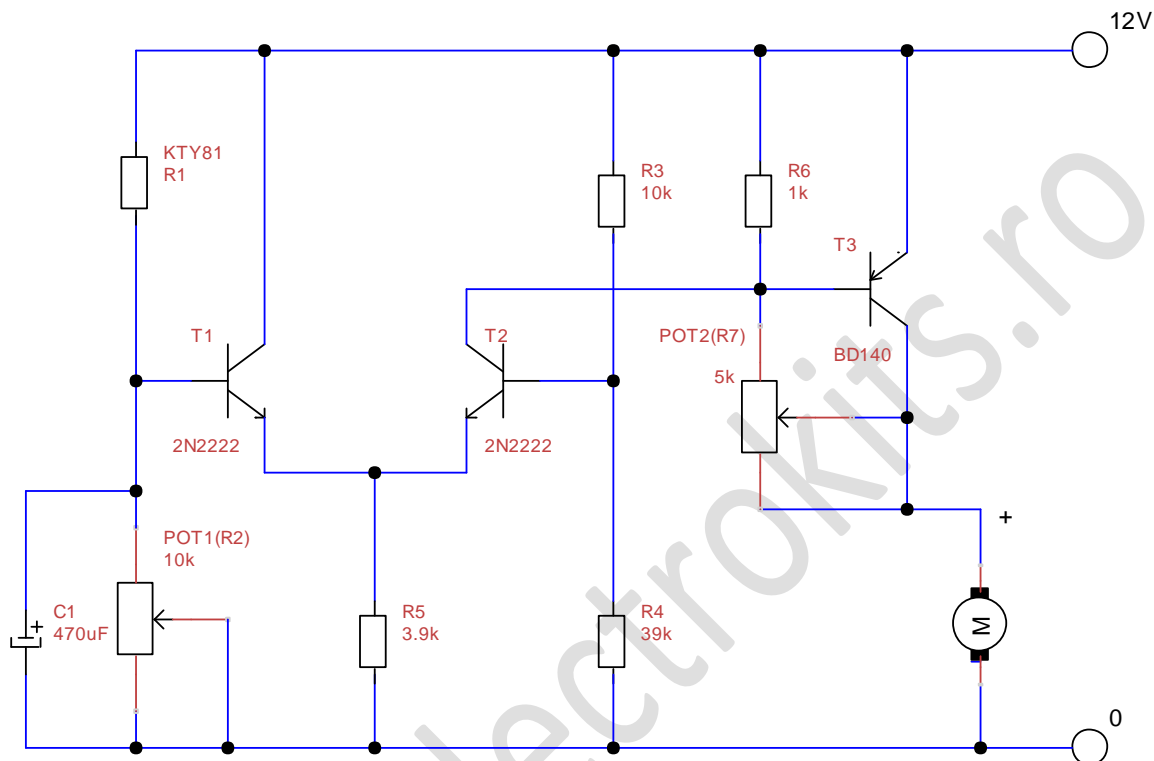 12V
KTY81
R1
R3
10k
R6
1k
T3
T1
T2
POT2(R7)
BD140
5k
2N2222
2N2222
+
POT1(R2)
10k
C1
470uF
+
R5
3.9k
R4
39k
M
0
lectrokits.ro